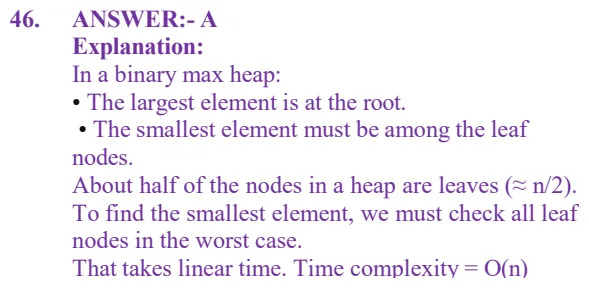 46. ANSWER:- A
Explanation:
In a binary max heap:
• The largest element is at the root.
• The smallest element must be among the leaf
nodes.
About half of the nodes in a heap are leaves (≈ n/2).
To find the smallest element, we must check all leaf
nodes in the worst case.
That takes linear time. Time complexity = O(n)